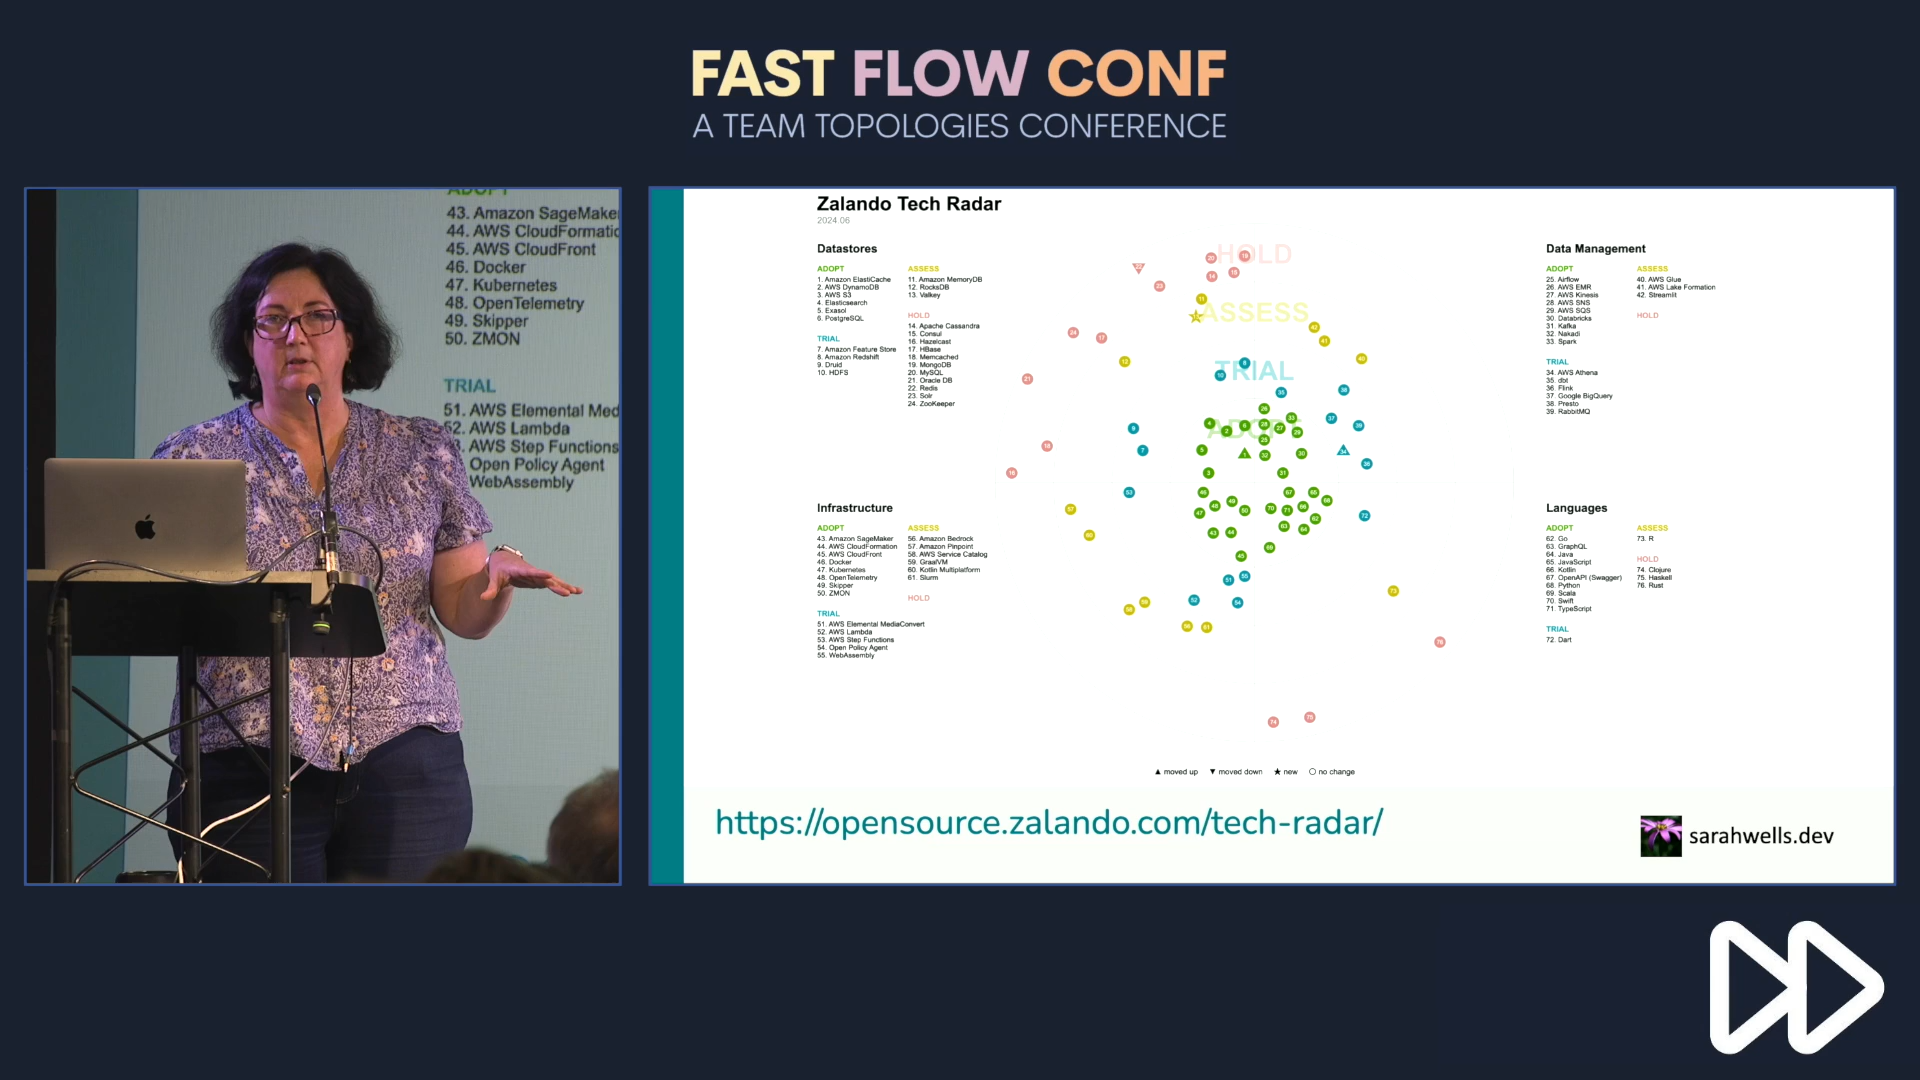 FAST FLOW CONF
A TEAM TOPOLOGIES CONFERENCE
ADOPT
43. Amazon SageMake
44. AWS CloudFormatic
45. AWS CloudFront
46. Docker
47. Kubernetes
48. OpenTelemetry
49. Skipper
50. ZMON
TRIAL
51. AWS Elemental Med
52. AWS Lambda
3. AWS Step Functions
Open Policy Agent
WebAssembly
Zalando Tech Radar
2024.06
Datastores
ADOPT
1. Amazon ElastiCache
2. AWS DynamoDB
3. AWS S3
4. Elasticsearch
5. Exasol
6. PostgreSQL
TRIAL
7. Amazon Feature Store
8. Amazon Redshift
9. Druid
10. HDFS
ASSESS
11. Amazon MemoryDB
12. RocksDB
13. Valkey
HOLD
14. Apache Cassandra
15. Consul
16. Hazelcast
17. HBase
18. Memcached
19. MongoDB
20. MySQL
21. Oracle DB
22. Redis
23. Solr
24. ZooKeeper
Infrastructure
ADOPT
43. Amazon SageMaker
44. AWS CloudFormation
45. AWS CloudFront
46. Docker
47. Kubernetes
48. OpenTelemetry
49. Skipper
50. ZMON
TRIAL
51. AWS Elemental MediaConvert
52. AWS Lambda
53. AWS Step Functions
54. Open Policy Agent
55. WebAssembly
ASSESS
56. Amazon Bedrock
57. Amazon Pinpoint
58. AWS Service Catalog
59. GraalVM
60. Kotlin Multiplatform
61. Slurm
HOLD
HOLD
ASSESS
TRIAL
ADOPT
Data Management
ADOPT
25. Airflow
26. AWS EMR
27. AWS Kinesis
28. AWS SNS
29. AWS SQS
30. Databricks
31. Kafka
32. Nakadi
33. Spark
TRIAL
34. AWS Athena
35. dbt
36. Flink
37. Google BigQuery
38. Presto
39. RabbitMQ
ASSESS
40. AWS Glue
41. AWS Lake Formation
42. Streamlit
HOLD
Languages
ADOPT
62. Go
63. GraphQL
64. Java
65. JavaScript
66. Kotlin
67. OpenAPI (Swagger)
68. Python
69. Scala
70. Swift
71. TypeScript
TRIAL
72. Dart
ASSESS
73. R
HOLD
74. Clojure
75. Haskell
76. Rust
▲ moved up ▼ moved down ★ new ○ no change
https://opensource.zalando.com/tech-radar/
sarahwells.dev